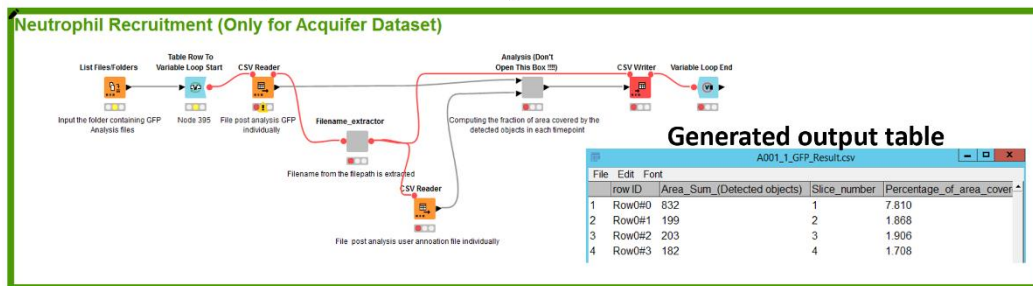 Neutrophil Recruitment (Only for Acquifer Dataset)
List Files/Folders
Input the folder containing GFP
Analysis files
Table Row To
Variable Loop Start
Node 395
CSV Reader
File post analysis GFP
individually
Filename_extractor
Filename from the filepath is extracted
CSV Reader
File post analysis user annoation file individually
Analysis (Don't
Open This Box !!!!)
Computing the fraction of area covered by the
detected objects in each timepoint
CSV Writer
Variable Loop End
Generated output table
A001_1_GFP_Result.csv
File Edit Font
row ID Area_Sum_(Detected objects) Slice_number Percentage_of_area_cover
1 Row0#0 832 1 7.810
2 Row0#1 199 2 1.868
3 Row0#2 203 3 1.906
4 Row0#3 182 4 1.708